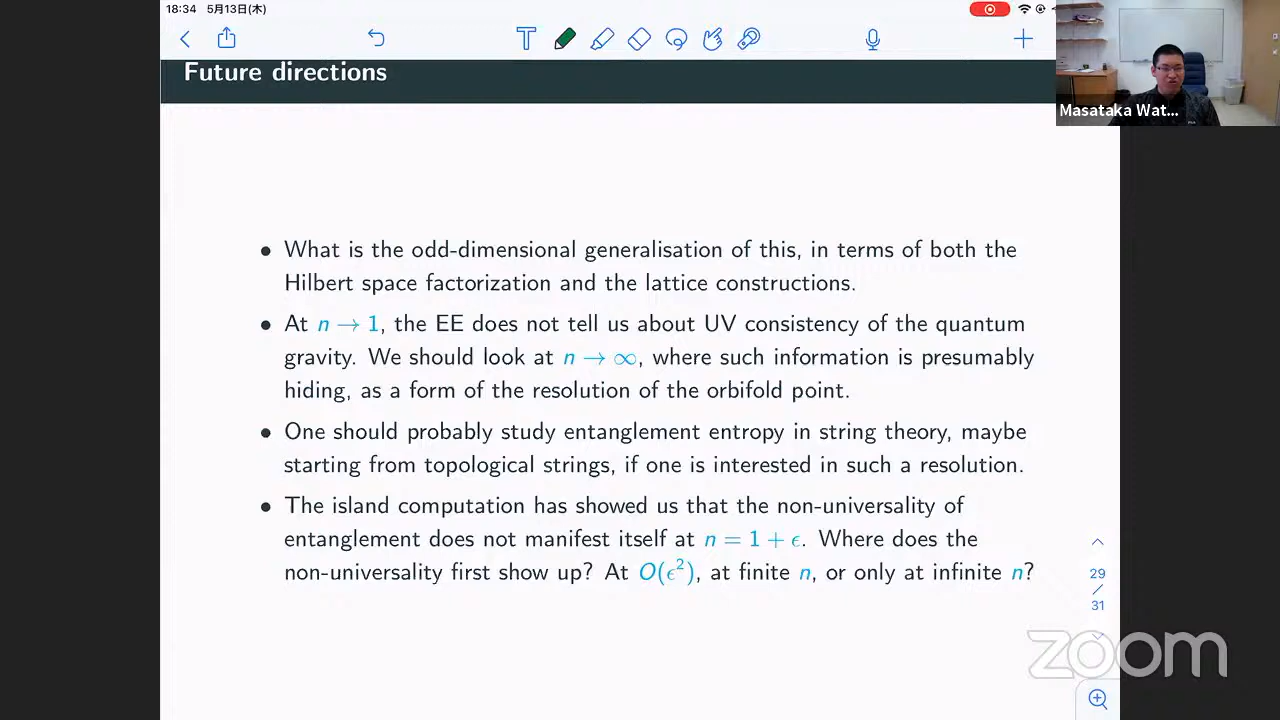 18:34 5月13日(木)
Future directions
Masataka Wat...
• What is the odd-dimensional generalisation of this, in terms of both the
Hilbert space factorization and the lattice constructions.
• At n → 1, the EE does not tell us about UV consistency of the quantum
gravity. We should look at n → ∞, where such information is presumably
hiding, as a form of the resolution of the orbifold point.
• One should probably study entanglement entropy in string theory, maybe
starting from topological strings, if one is interested in such a resolution.
• The island computation has showed us that the non-universality of
entanglement does not manifest itself at n = 1 + ϵ. Where does the
non-universality first show up? At O(ϵ²), at finite n, or only at infinite n?
29
/
31
zoom